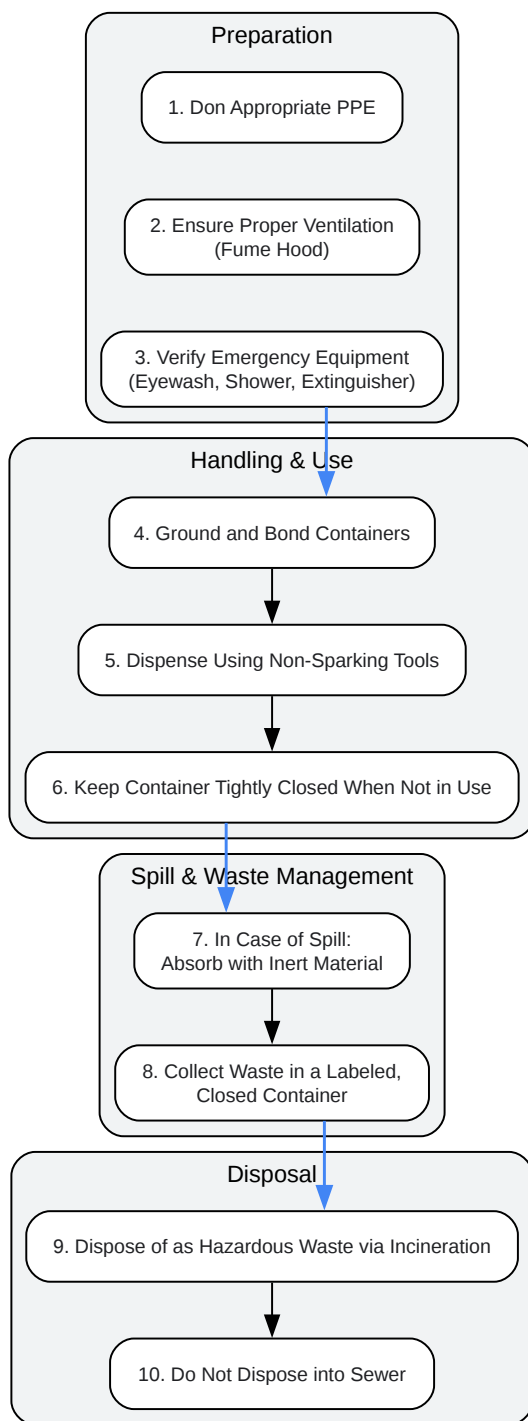 Preparation
1. Don Appropriate PPE
2. Ensure Proper Ventilation
(Fume Hood)
3. Verify Emergency Equipment
(Eyewash, Shower, Extinguisher)
Handling & Use
4. Ground and Bond Containers
5. Dispense Using Non-Sparking Tools
6. Keep Container Tightly Closed When Not in Use
Spill & Waste Management
7. In Case of Spill:
Absorb with Inert Material
8. Collect Waste in a Labeled,
Closed Container
Disposal
9. Dispose of as Hazardous Waste via Incineration
10. Do Not Dispose into Sewer